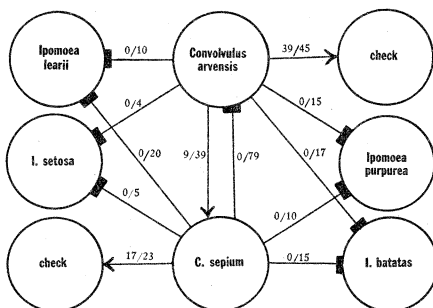 Ipomoea
learii
0/10
Convolvulus
arvensis
39/45
check
0/4
0/15
I. setosa
0/20
9/39
0/79
0/17
Ipomoea
purpurea
0/5
0/10
check
17/23
C. sepium
0/15
I. batatas